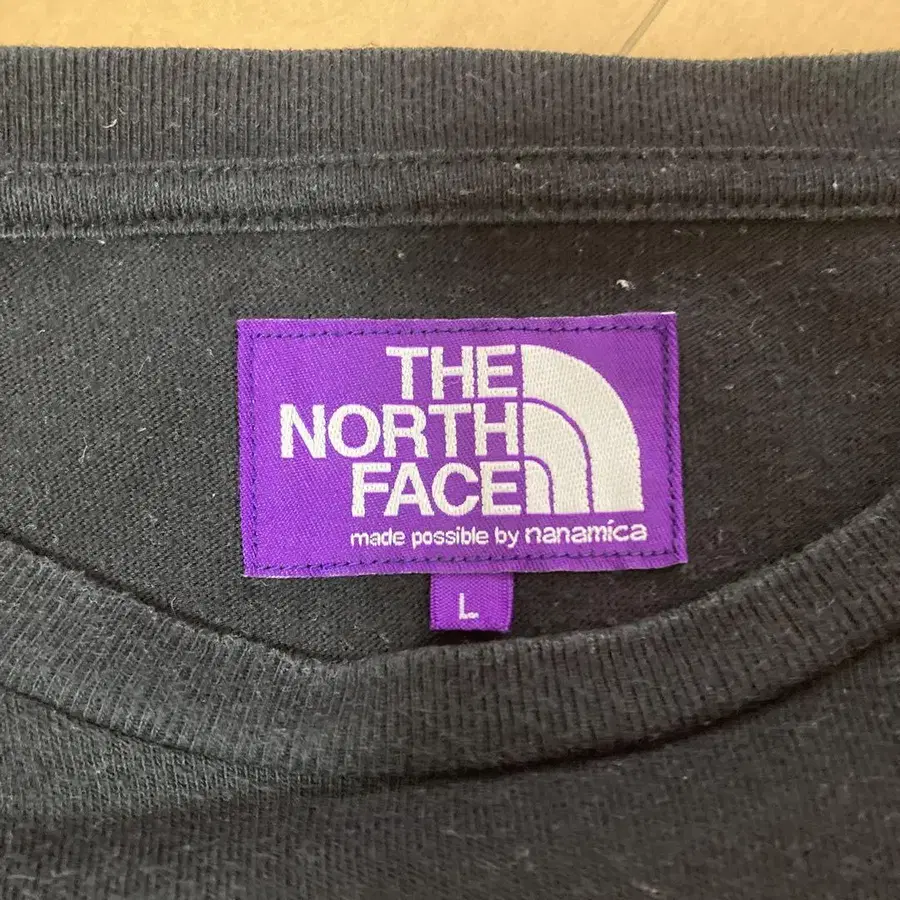 THE
NORTH
FACE
made possible by nanamica
L